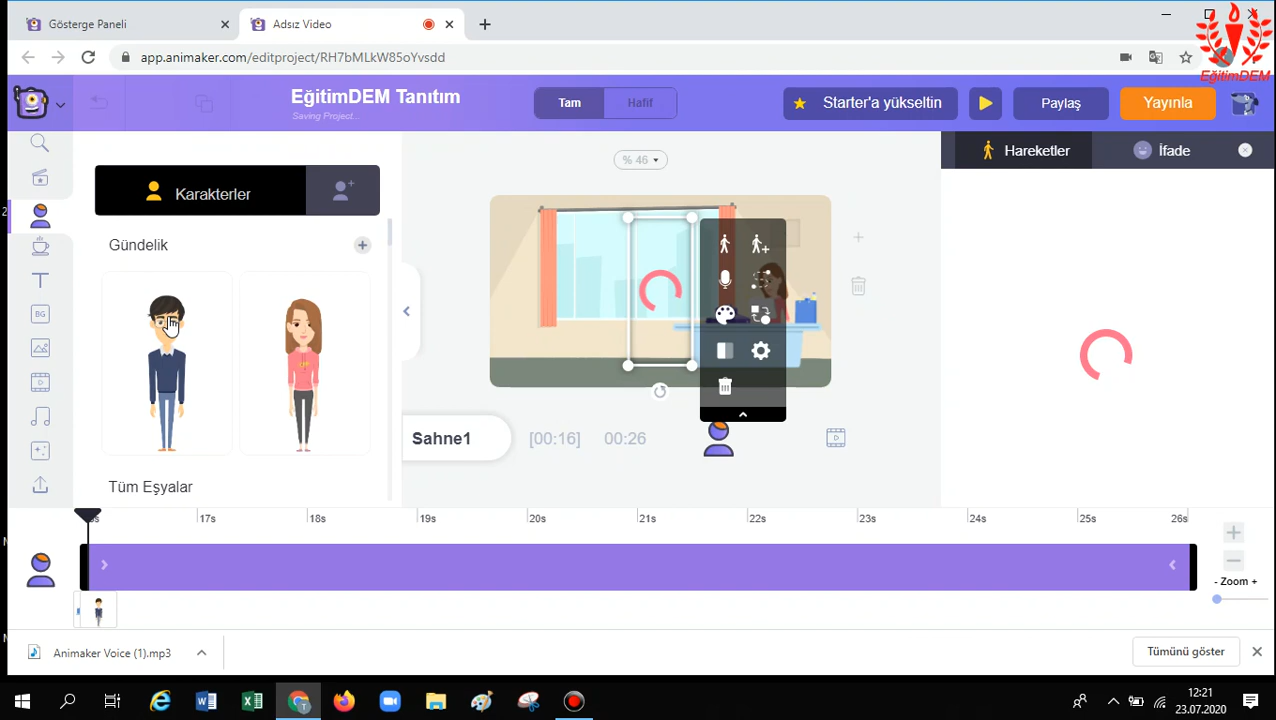 Gösterge Paneli
Adsız Video
app.animaker.com/editproject/RH7bMLkW85oYvsdd
EğitimDEM
EğitimDEM Tanıtım
Saving Project...
Tam
Hafif
Starter'a yükseltin
Paylaş
Yayınla
% 46
Hareketler
İfade
Karakterler
Gündelik
Tüm Eşyalar
T
BG
Sahne1
[00:16]
00:26
17s
18s
19s
20s
21s
22s
23s
24s
25s
26s
- Zoom +
Animaker Voice (1).mp3
Tümünü göster
12:21
23.07.2020